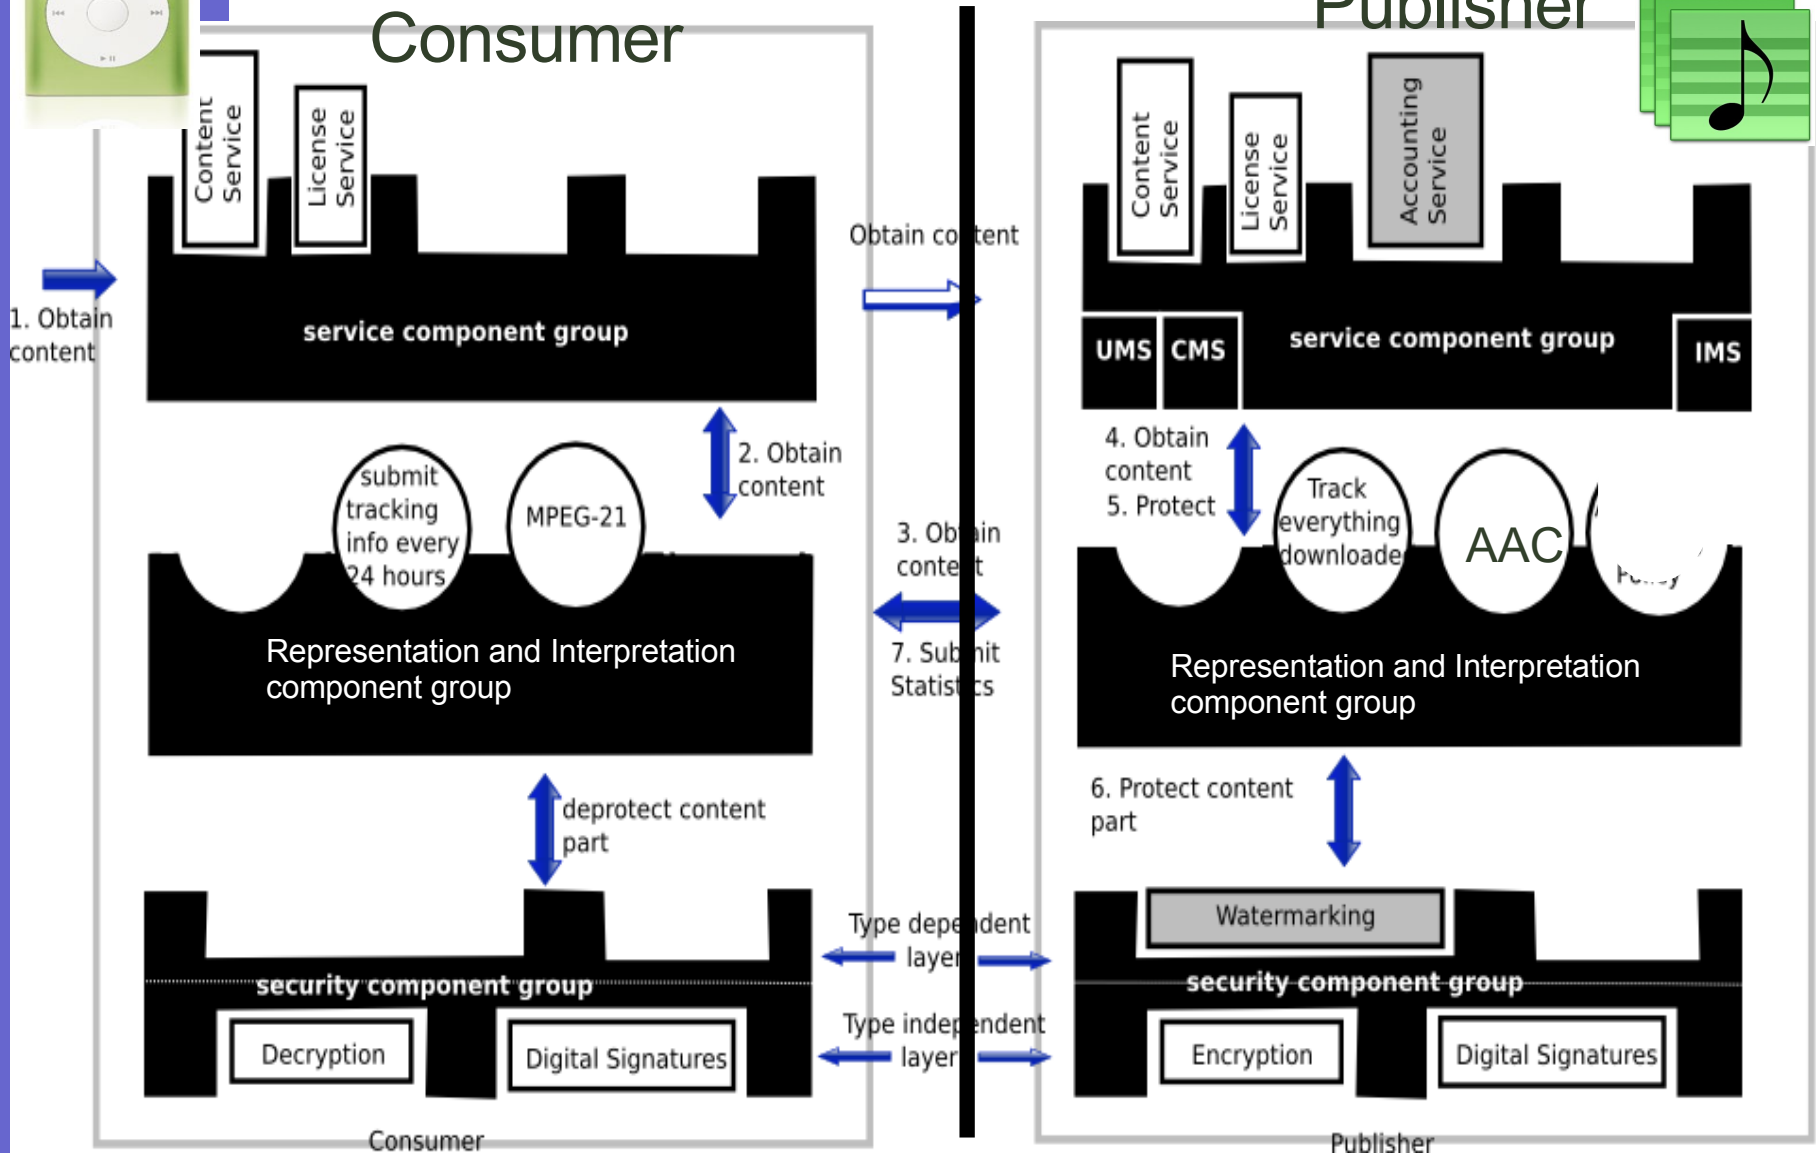 Consumer
Publisher
Content
Service
License
Service
Content
Service
License
Service
Accounting
Service
1. Obtain
content
service component group
Obtain content
UMS
CMS
service component group
IMS
2. Obtain
content
submit
tracking
info every
24 hours
MPEG-21
3. Obtain
content
7. Submit
Statistics
4. Obtain
content
5. Protect
Track
everything
downloade
AAC
Policy
Representation and Interpretation
component group
Representation and Interpretation
component group
deprotect content
part
6. Protect content
part
Type dependent
layer
Watermarking
security component group
security component group
Type independent
layer
Decryption
Digital Signatures
Encryption
Digital Signatures
Consumer
Publisher